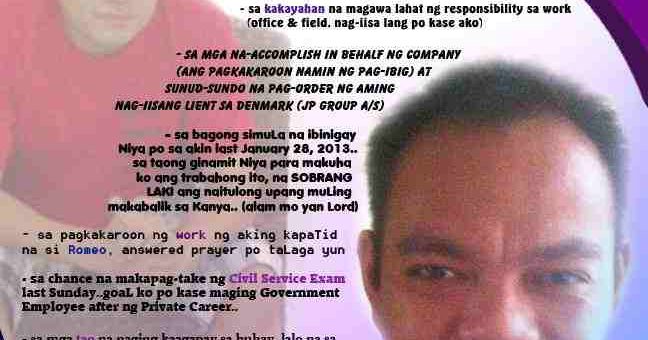 - sa kakayahan na magawa lahat ng responsibility sa work
(office & field, nag-iisa lang po kase ako)
- SA MGA NA-ACCOMPLISH IN BEHALF NG COMPANY
(ANG PAGKAKAROON NAMIN NG PAG-IBIG) AT
SUNUD-SUNDO NA PAG-ORDER NG AMING
NAG-IISANG LIENT SA DENMARK (JP GROUP A/S)
- sa bagong simuLa na ibinigay
Niya po sa akin last January 28, 2013..
sa taong ginamit Niya para makuha
ko ang trabahong ito, na SOBRANG
LAKI ang naitulong upang muLing
makabalik sa Kanya.. (alam mo yan Lord)
- sa pagkakaroon ng work ng aking kapaTid
na si Romeo, answered prayer po taLaga yun
- sa chance na makapag-take ng Civil Service Exam
last Sunday..goaL ko po kase maging Government
Employee after ng Private Career..
- sa mga tao na naging kaagapay sa buhay, lalo na sa